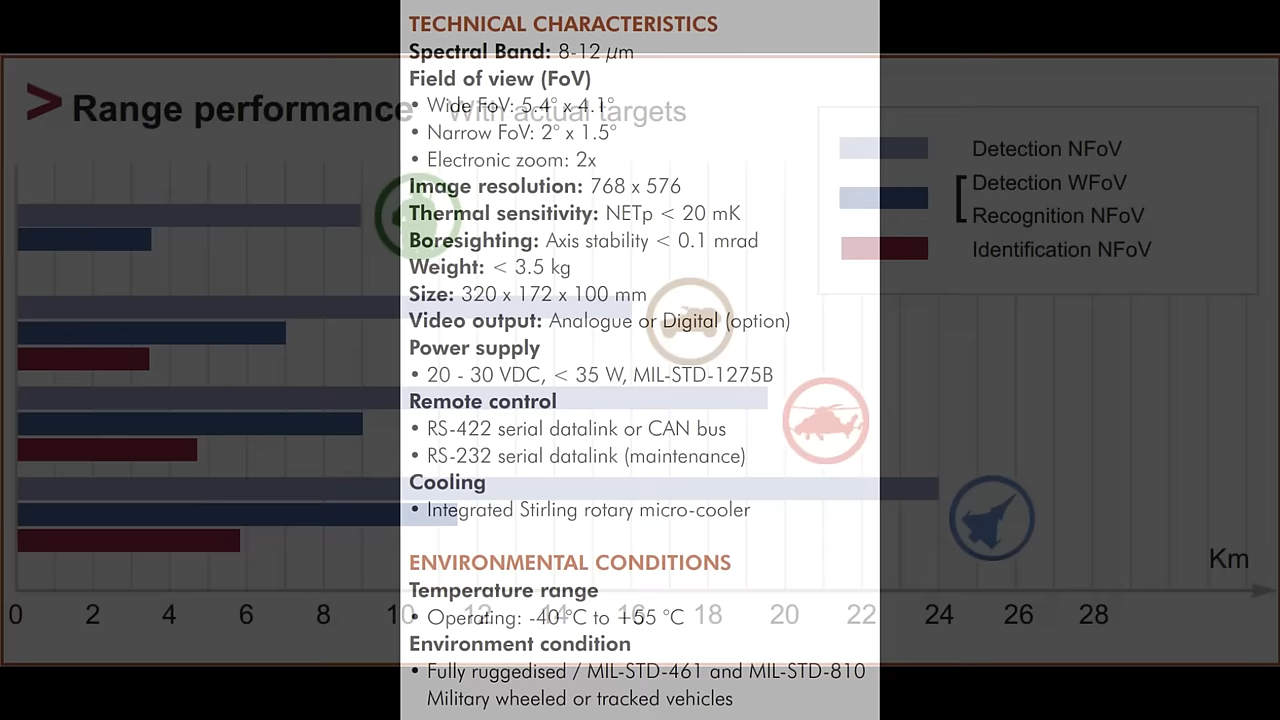 TECHNICAL CHARACTERISTICS
Spectral Band: 8-12 µm
Field of view (FoV)
• Wide FoV: 5.4° x 4.1°
• Narrow FoV: 2° x 1.5°
• Electronic zoom: 2x
Image resolution: 768 x 576
Thermal sensitivity: NETp < 20 mK
Boresighting: Axis stability < 0.1 mrad
Weight: < 3.5 kg
Size: 320 x 172 x 100 mm
Video output: Analogue or Digital (option)
Power supply
• 20 - 30 VDC, < 35 W, MIL-STD-1275B
Remote control
• RS-422 serial datalink or CAN bus
• RS-232 serial datalink (maintenance)
Cooling
• Integrated Stirling rotary micro-cooler
ENVIRONMENTAL CONDITIONS
Temperature range
• Operating: -40 °C to +55 °C
Environment condition
• Fully ruggedised / MIL-STD-461 and MIL-STD-810
Military wheeled or tracked vehicles
> Range performance With actual targets
Detection NFoV
Detection WFoV
Recognition NFoV
Identification NFoV
Km
0 2 4 6 8 10 12 14 16 18 20 22 24 26 28